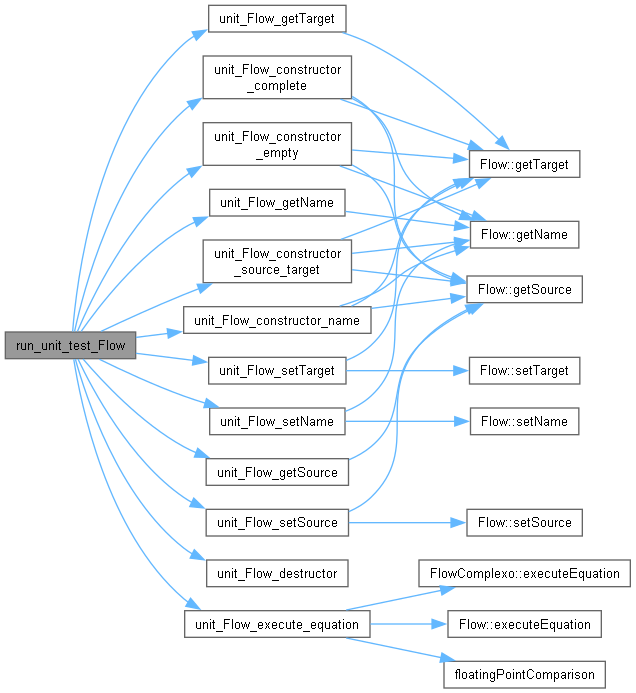 run_unit_test_Flow
unit_Flow_getTarget
unit_Flow_constructor
_complete
unit_Flow_constructor
_empty
unit_Flow_getName
unit_Flow_constructor
_source_target
unit_Flow_constructor_name
unit_Flow_setTarget
unit_Flow_setName
unit_Flow_getSource
unit_Flow_setSource
unit_Flow_destructor
unit_Flow_execute_equation
Flow::getTarget
Flow::getName
Flow::getSource
Flow::setTarget
Flow::setName
Flow::setSource
FlowComplexo::executeEquation
Flow::executeEquation
floatingPointComparison